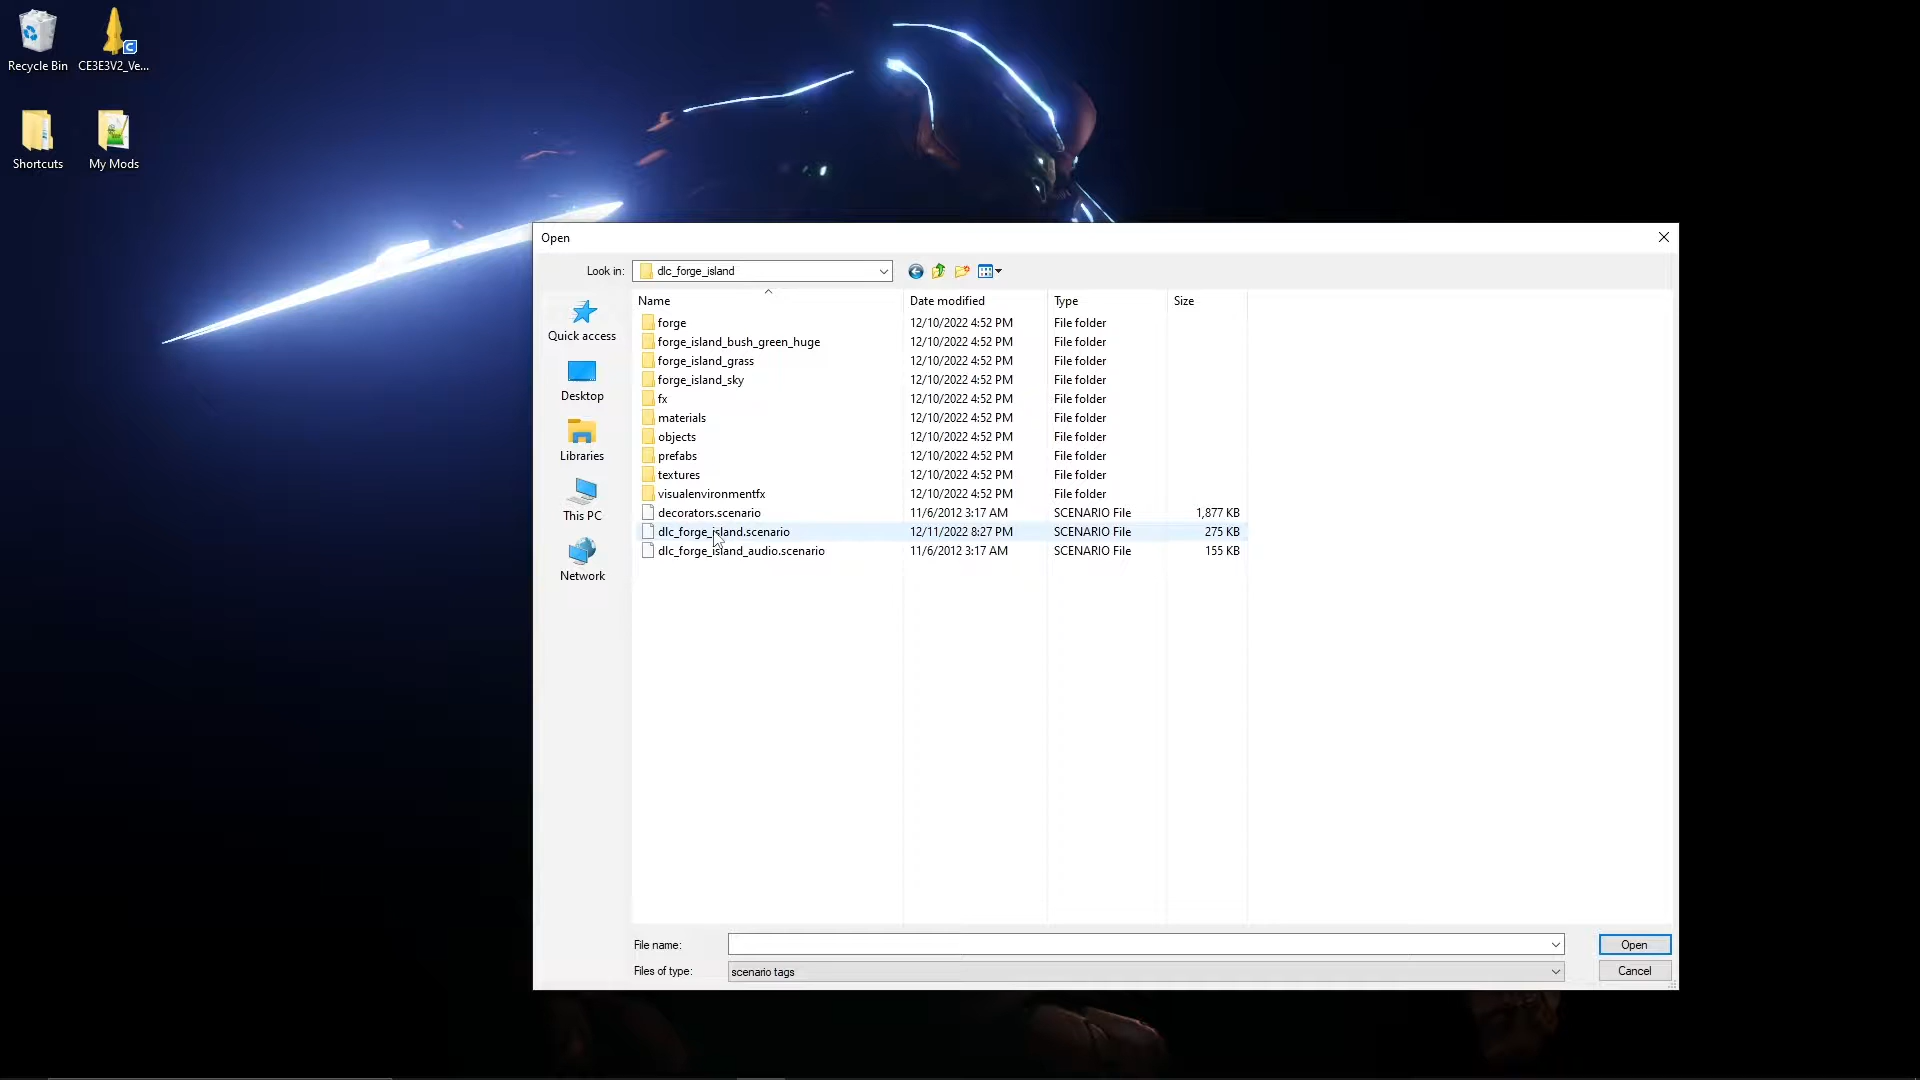 Recycle Bin
CE3E3V2_Ve...
Shortcuts
My Mods
Open
Look in:
dlc_forge_island
Quick access
Desktop
Libraries
This PC
Network
Name Date modified Type Size
forge 12/10/2022 4:52 PM File folder
forge_island_bush_green_huge 12/10/2022 4:52 PM File folder
forge_island_grass 12/10/2022 4:52 PM File folder
forge_island_sky 12/10/2022 4:52 PM File folder
fx 12/10/2022 4:52 PM File folder
materials 12/10/2022 4:52 PM File folder
objects 12/10/2022 4:52 PM File folder
prefabs 12/10/2022 4:52 PM File folder
textures 12/10/2022 4:52 PM File folder
visualenvironmentfx 12/10/2022 4:52 PM File folder
decorators.scenario 11/6/2012 3:17 AM SCENARIO File 1,877 KB
dlc_forge_island.scenario 12/11/2022 8:27 PM SCENARIO File 275 KB
dlc_forge_island_audio.scenario 11/6/2012 3:17 AM SCENARIO File 155 KB
File name:
Open
Files of type:
scenario tags
Cancel